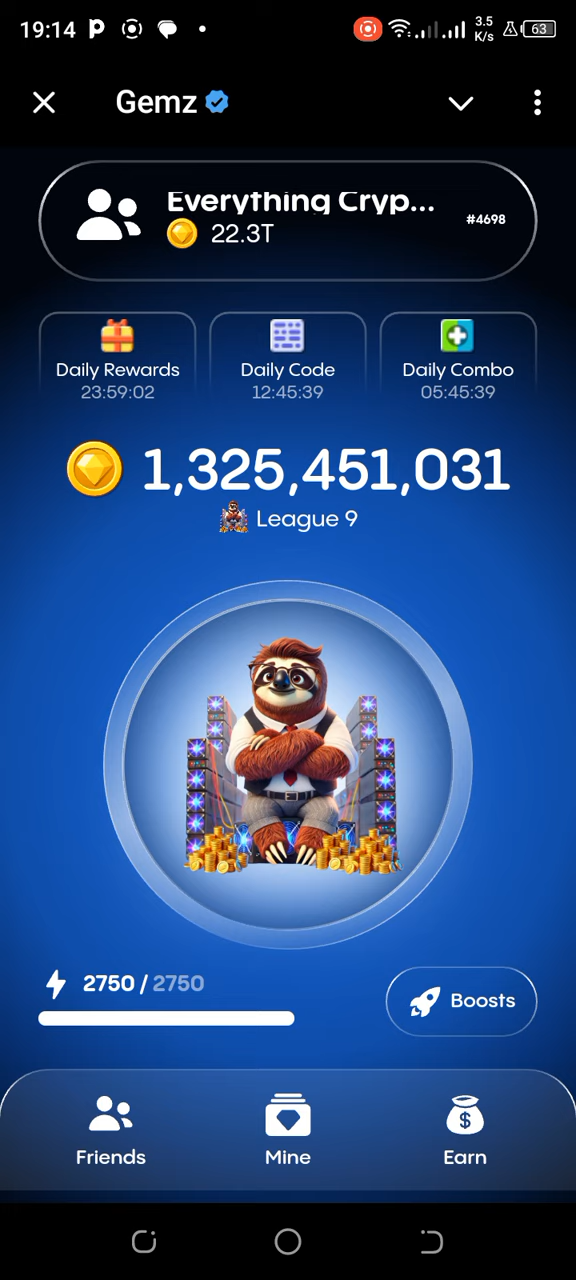 19:14
3.5
K/s
63
Gemz
Everything Cryp...
22.3T
#4698
Daily Rewards
23:59:02
Daily Code
12:45:39
Daily Combo
05:45:39
1,325,451,031
League 9
2750 / 2750
Boosts
Friends
Mine
Earn